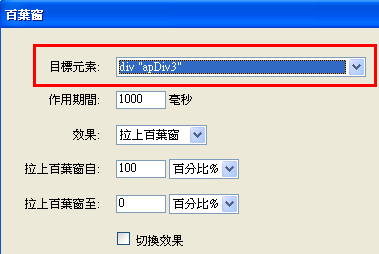 百葉窗
目標元素: div "apDiv3"
作用期間: 1000 毫秒
效果: 拉上百葉窗
拉上百葉窗自: 100 百分比%
拉上百葉窗至: 0 百分比%
切換效果